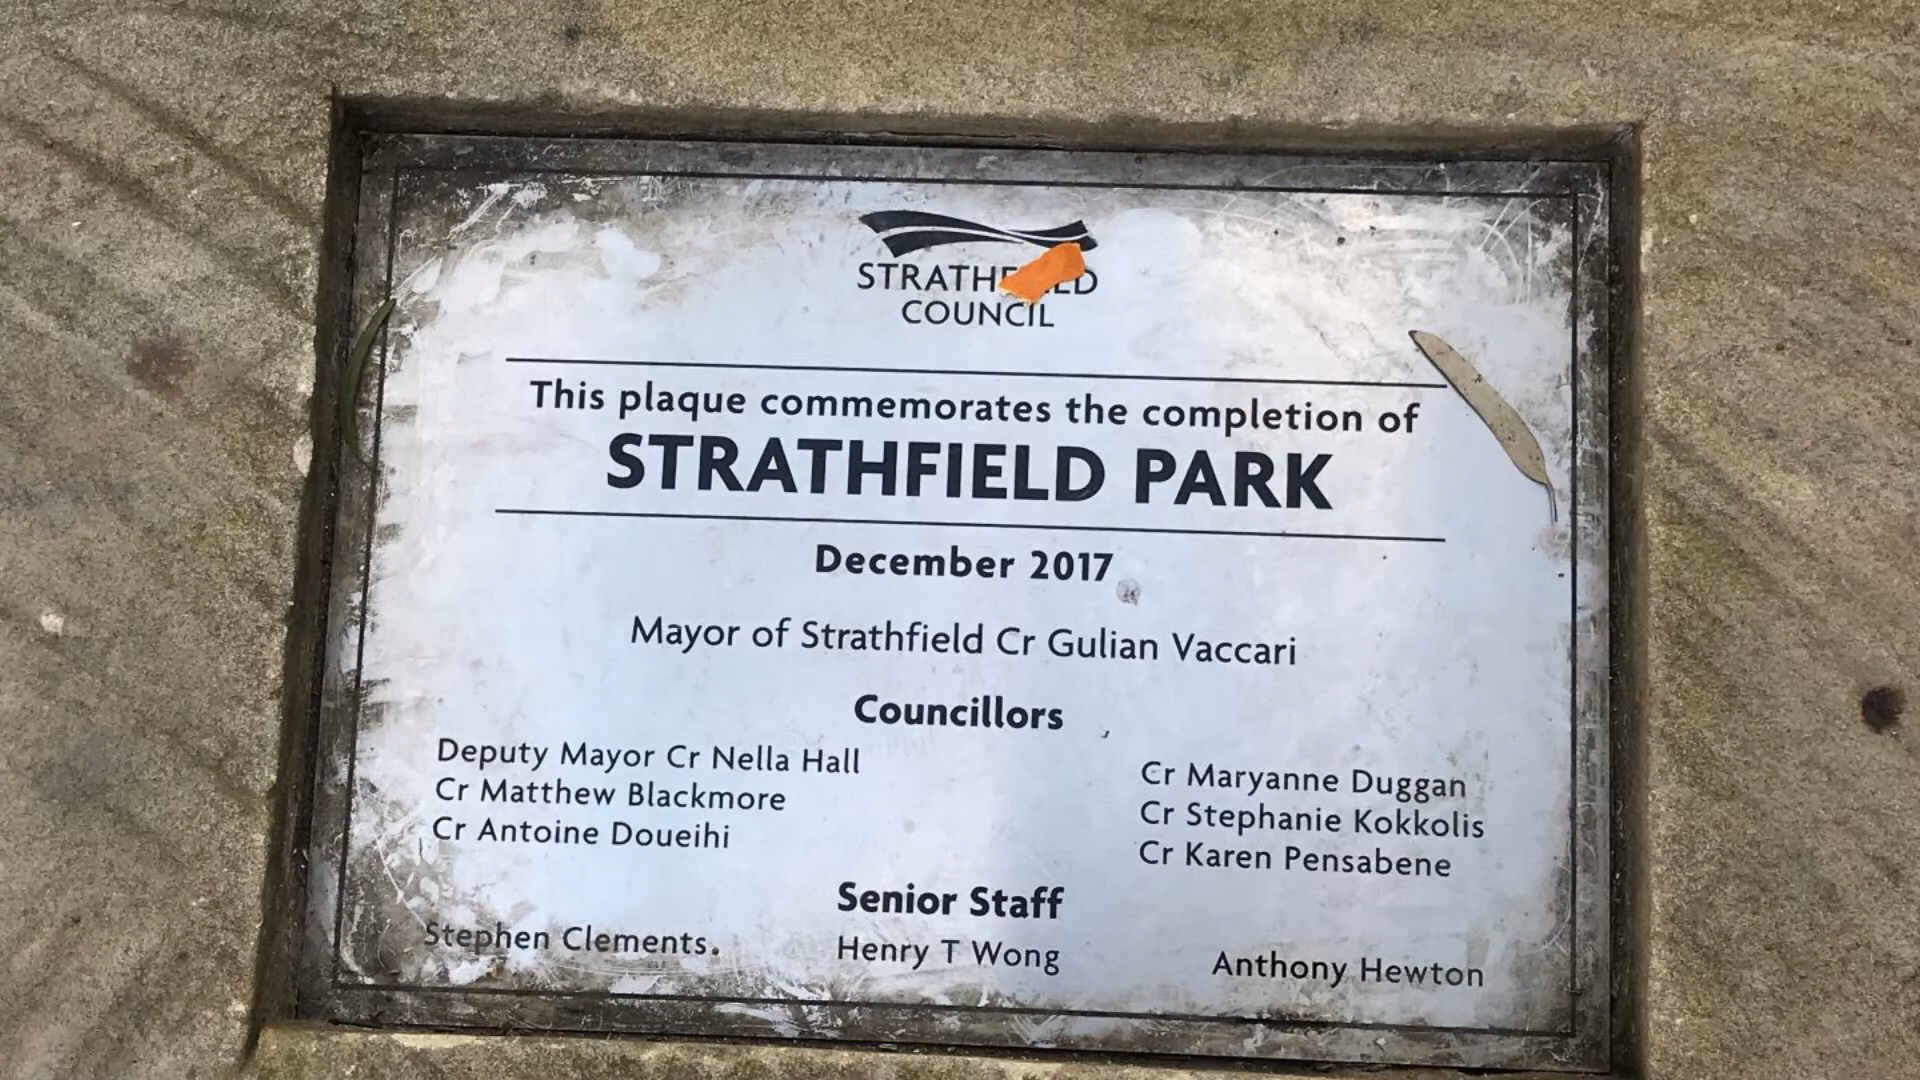 STRATHFIELD
COUNCIL
This plaque commemorates the completion of
STRATHFIELD PARK
December 2017
Mayor of Strathfield Cr Gulian Vaccari
Councillors
Deputy Mayor Cr Nella Hall
Cr Matthew Blackmore
Cr Antoine Doueihi
Cr Maryanne Duggan
Cr Stephanie Kokkolis
Cr Karen Pensabene
Senior Staff
Stephen Clements.
Henry T Wong
Anthony Hewton